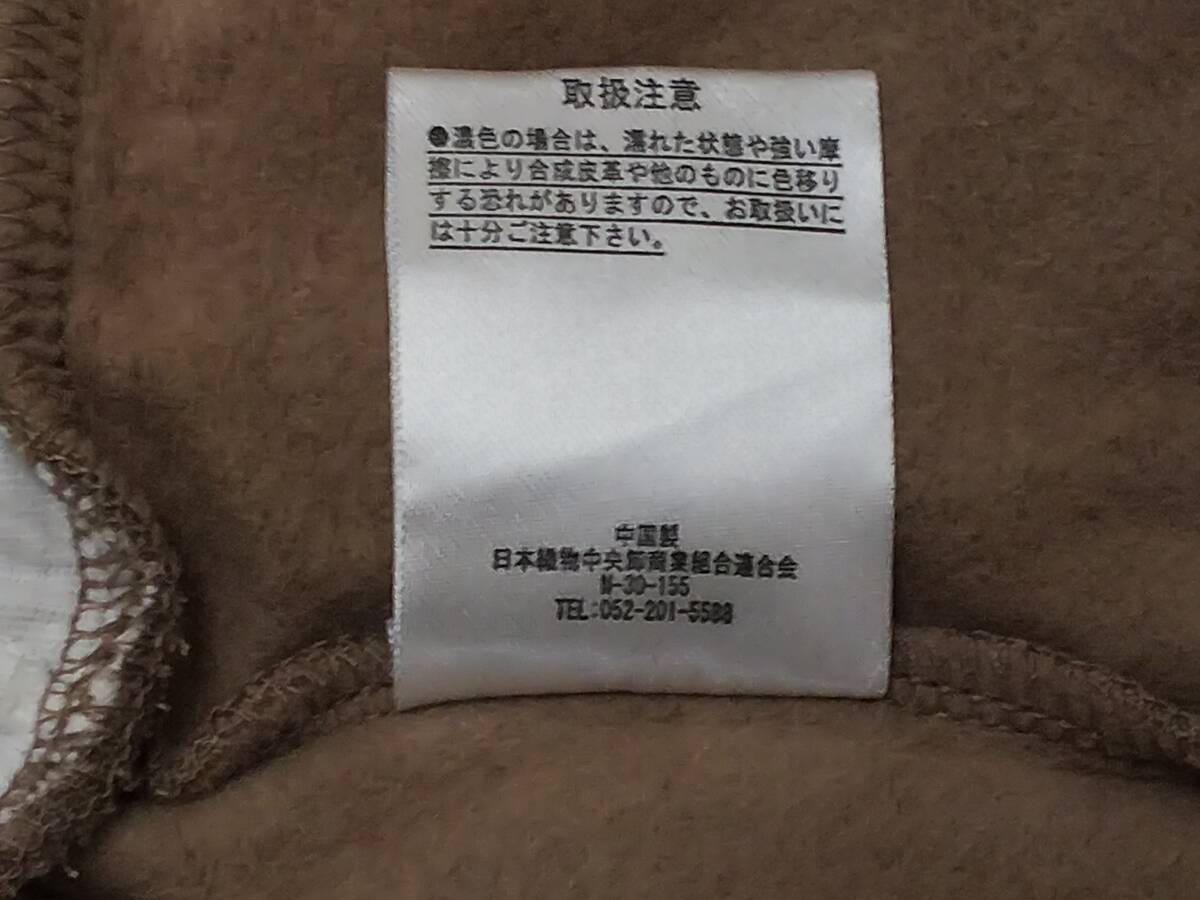 取扱注意
●濃色の場合は、濡れた状態や強い摩
擦により合成皮革や他のものに色移り
する恐れがありますので、お取扱いに
は十分ご注意下さい。
中国製
日本織物中央卸商業組合連合会
N-30-155
TEL:052-201-5588